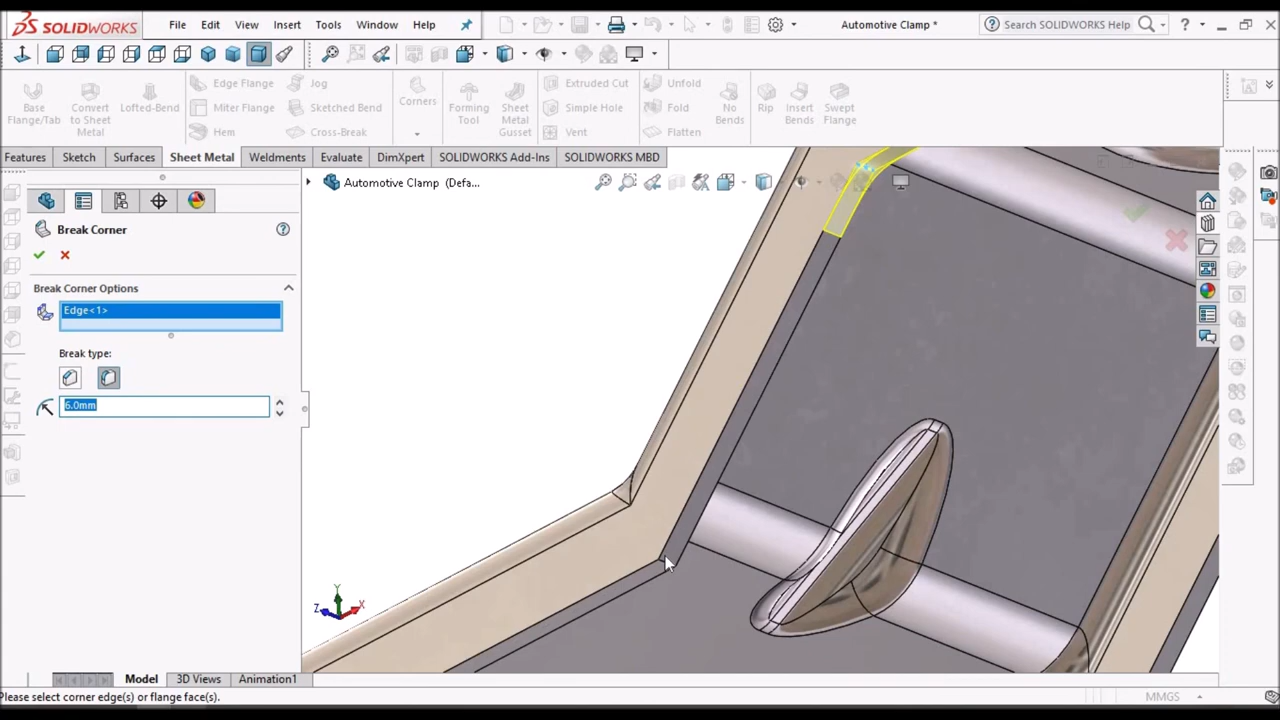 SOLIDWORKS File Edit View Insert Tools Window Help Automotive Clamp * Search SOLIDWORKS Help ?
Base Flange/Tab
Convert to Sheet Metal
Lofted-Bend
Edge Flange
Miter Flange
Hem
Jog
Sketched Bend
Cross-Break
Corners
Forming Tool
Sheet Metal Gusset
Extruded Cut
Simple Hole
Vent
Unfold
Fold
Flatten
No Bends
Rip
Insert Bends
Swept Flange
Features Sketch Surfaces Sheet Metal Weldments Evaluate DimXpert SOLIDWORKS Add-Ins SOLIDWORKS MBD
Automotive Clamp (Defa...
Break Corner
?
Break Corner Options
Edge<1>
Break type:
6.0mm
Y
Z
X
Model 3D Views Animation1
Please select corner edge(s) or flange face(s).
MMGS